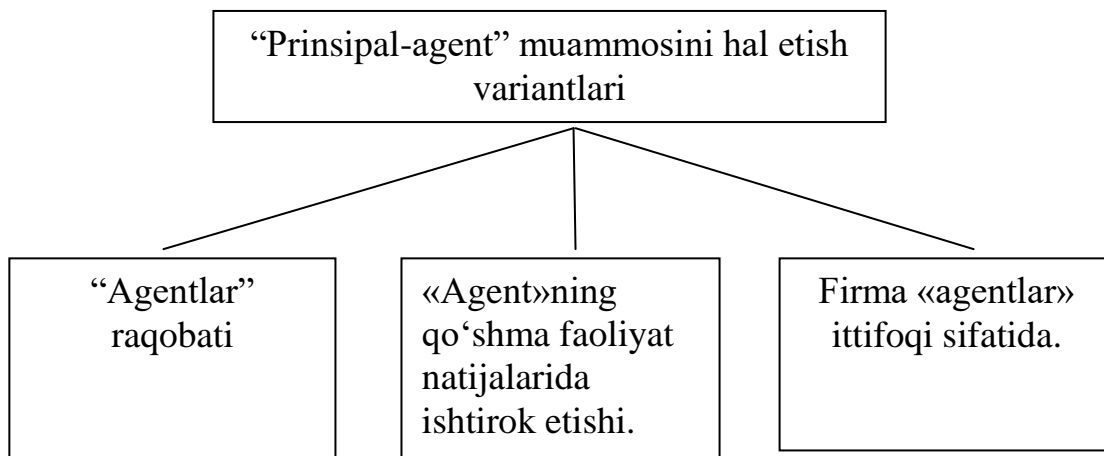 “Prinsipal-agent” muammosini hal etish
variantlari
“Agentlar”
raqobati
«Agent»ning
qo‘shma faoliyat
natijalarida
ishtirok etishi.
Firma «agentlar»
ittifoqi sifatida.